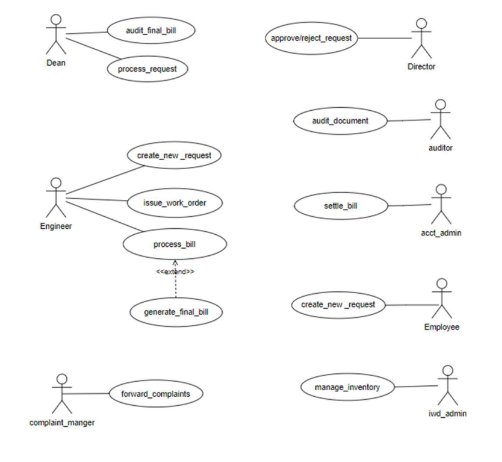 audit_final_bill
approve/reject_request
Dean
process_request
Director
audit_document
auditor
create_new _request
Engineer
issue_work_order
settle_bill
acct_admin
process_bill
<<extend>>
generate_final_bill
create_new _request
Employee
forward_complaints
manage_inventory
complaint_manger
iwd_admin